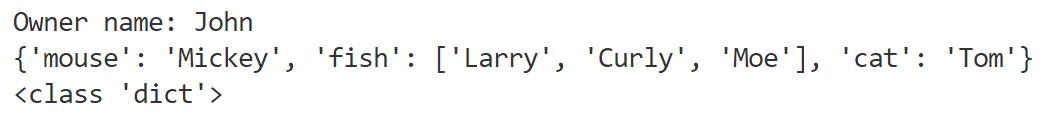 Owner name: John
{'mouse': 'Mickey', 'fish': ['Larry', 'Curly', 'Moe'], 'cat': 'Tom'}
<class 'dict'>